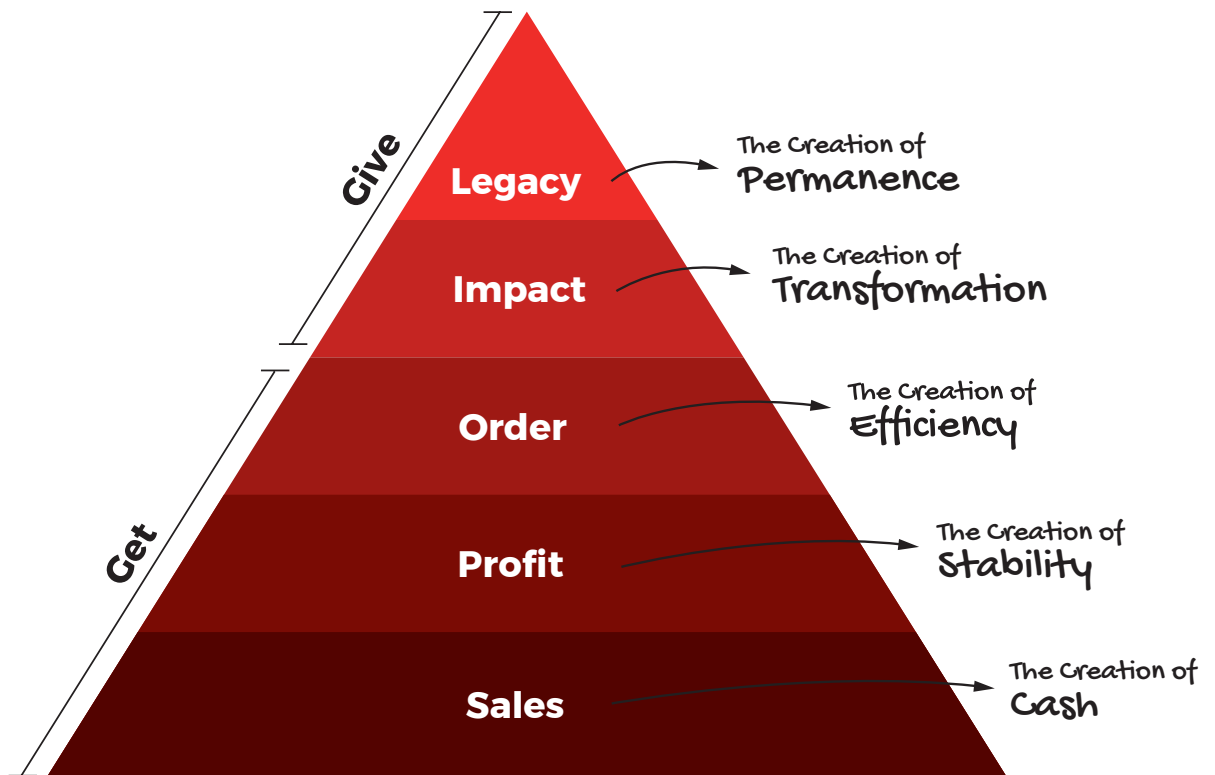 Give
Legacy
The Creation of
Permanence
Impact
The Creation of
Transformation
Get
Order
The Creation of
Efficiency
Profit
The Creation of
Stability
Sales
The Creation of
Cash